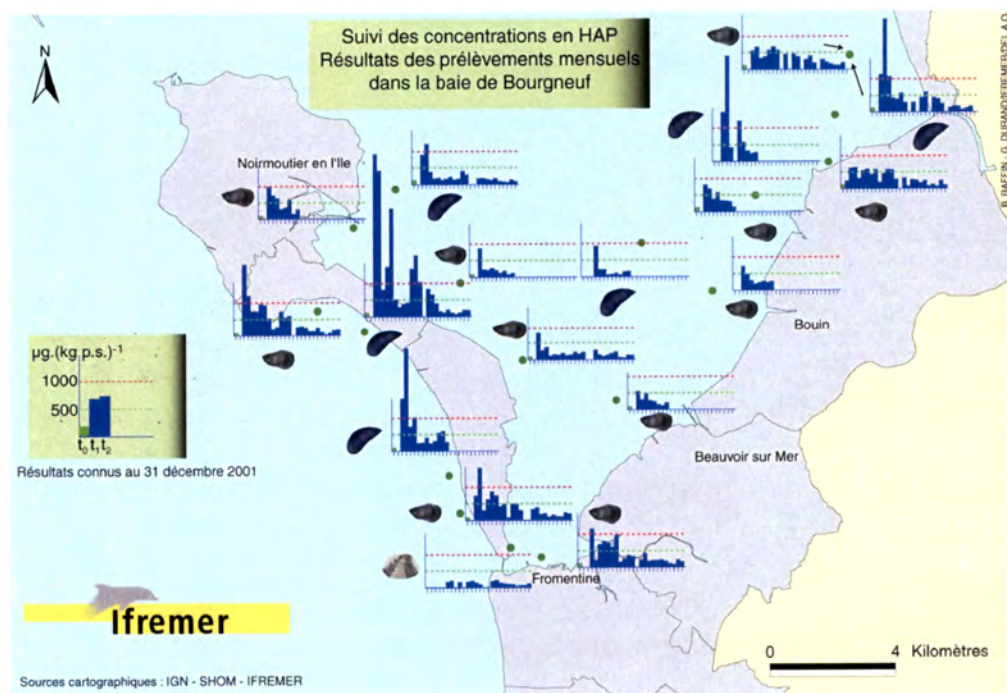 Suivi des concentrations en HAP
Résultats des prélèvements mensuels
dans la baie de Bourgneuf
N
Noirmoutier en l'Ile
Bouin
µg.(kg p.s.)-1
1000
500
t0 t1 t2
Résultats connus au 31 décembre 2001
Beauvoir sur Mer
Fromentine
Ifremer
0 4 Kilomètres
Sources cartographiques : IGN - SHOM - IFREMER